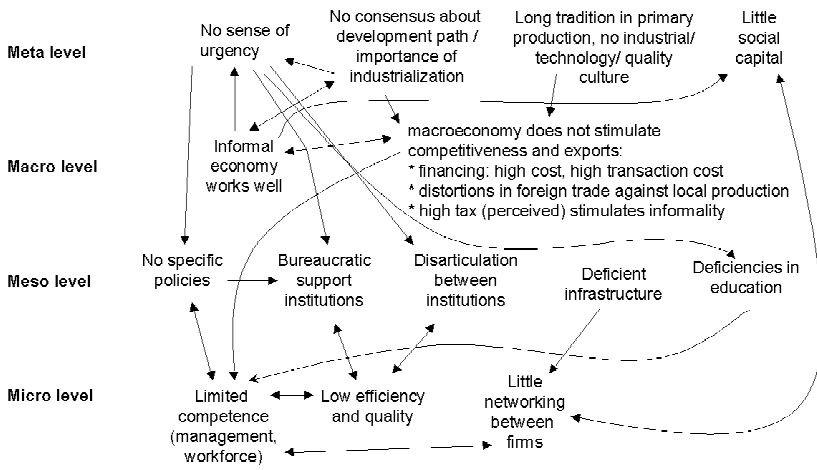 Meta level
No sense of
urgency
No consensus about
development path /
importance of
industrialization
Long tradition in primary
production, no industrial/
technology/ quality
culture
Little
social
capital
Macro level
Informal
economy
works well
macroeconomy does not stimulate
competitiveness and exports:
* financing: high cost, high transaction cost
* distortions in foreign trade against local production
* high tax (perceived) stimulates informality
Meso level
No specific
policies
Bureaucratic
support
institutions
Disarticulation
between
institutions
Deficient
infrastructure
Deficiencies in
education
Micro level
Limited
competence
(management,
workforce)
Low efficiency
and quality
Little
networking
between
firms